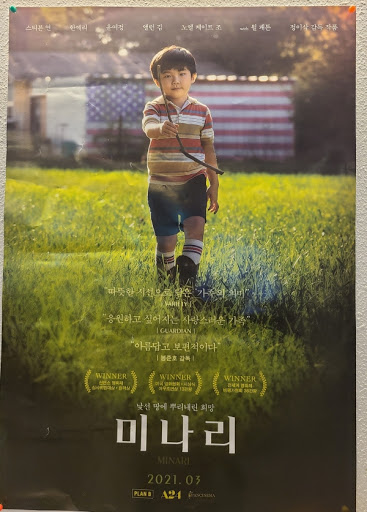 스티븐 연 한예리 윤여정 앨런 김 노엘 케이트 조 윌 패튼 정이삭 감독 작품
"따뜻한 시선으로 담은 '가족의 의미'"
VARIETY
"응원하고 싶어지는 사랑스러운 가족"
[ GUARDIAN ]
"아름답고 보편적이다"
[ 봉준호 감독 ]
WINNER WINNER WINNER
낯선 땅에 뿌리내린 희망
미나리
MINARI
2021.03
PLAN B A24